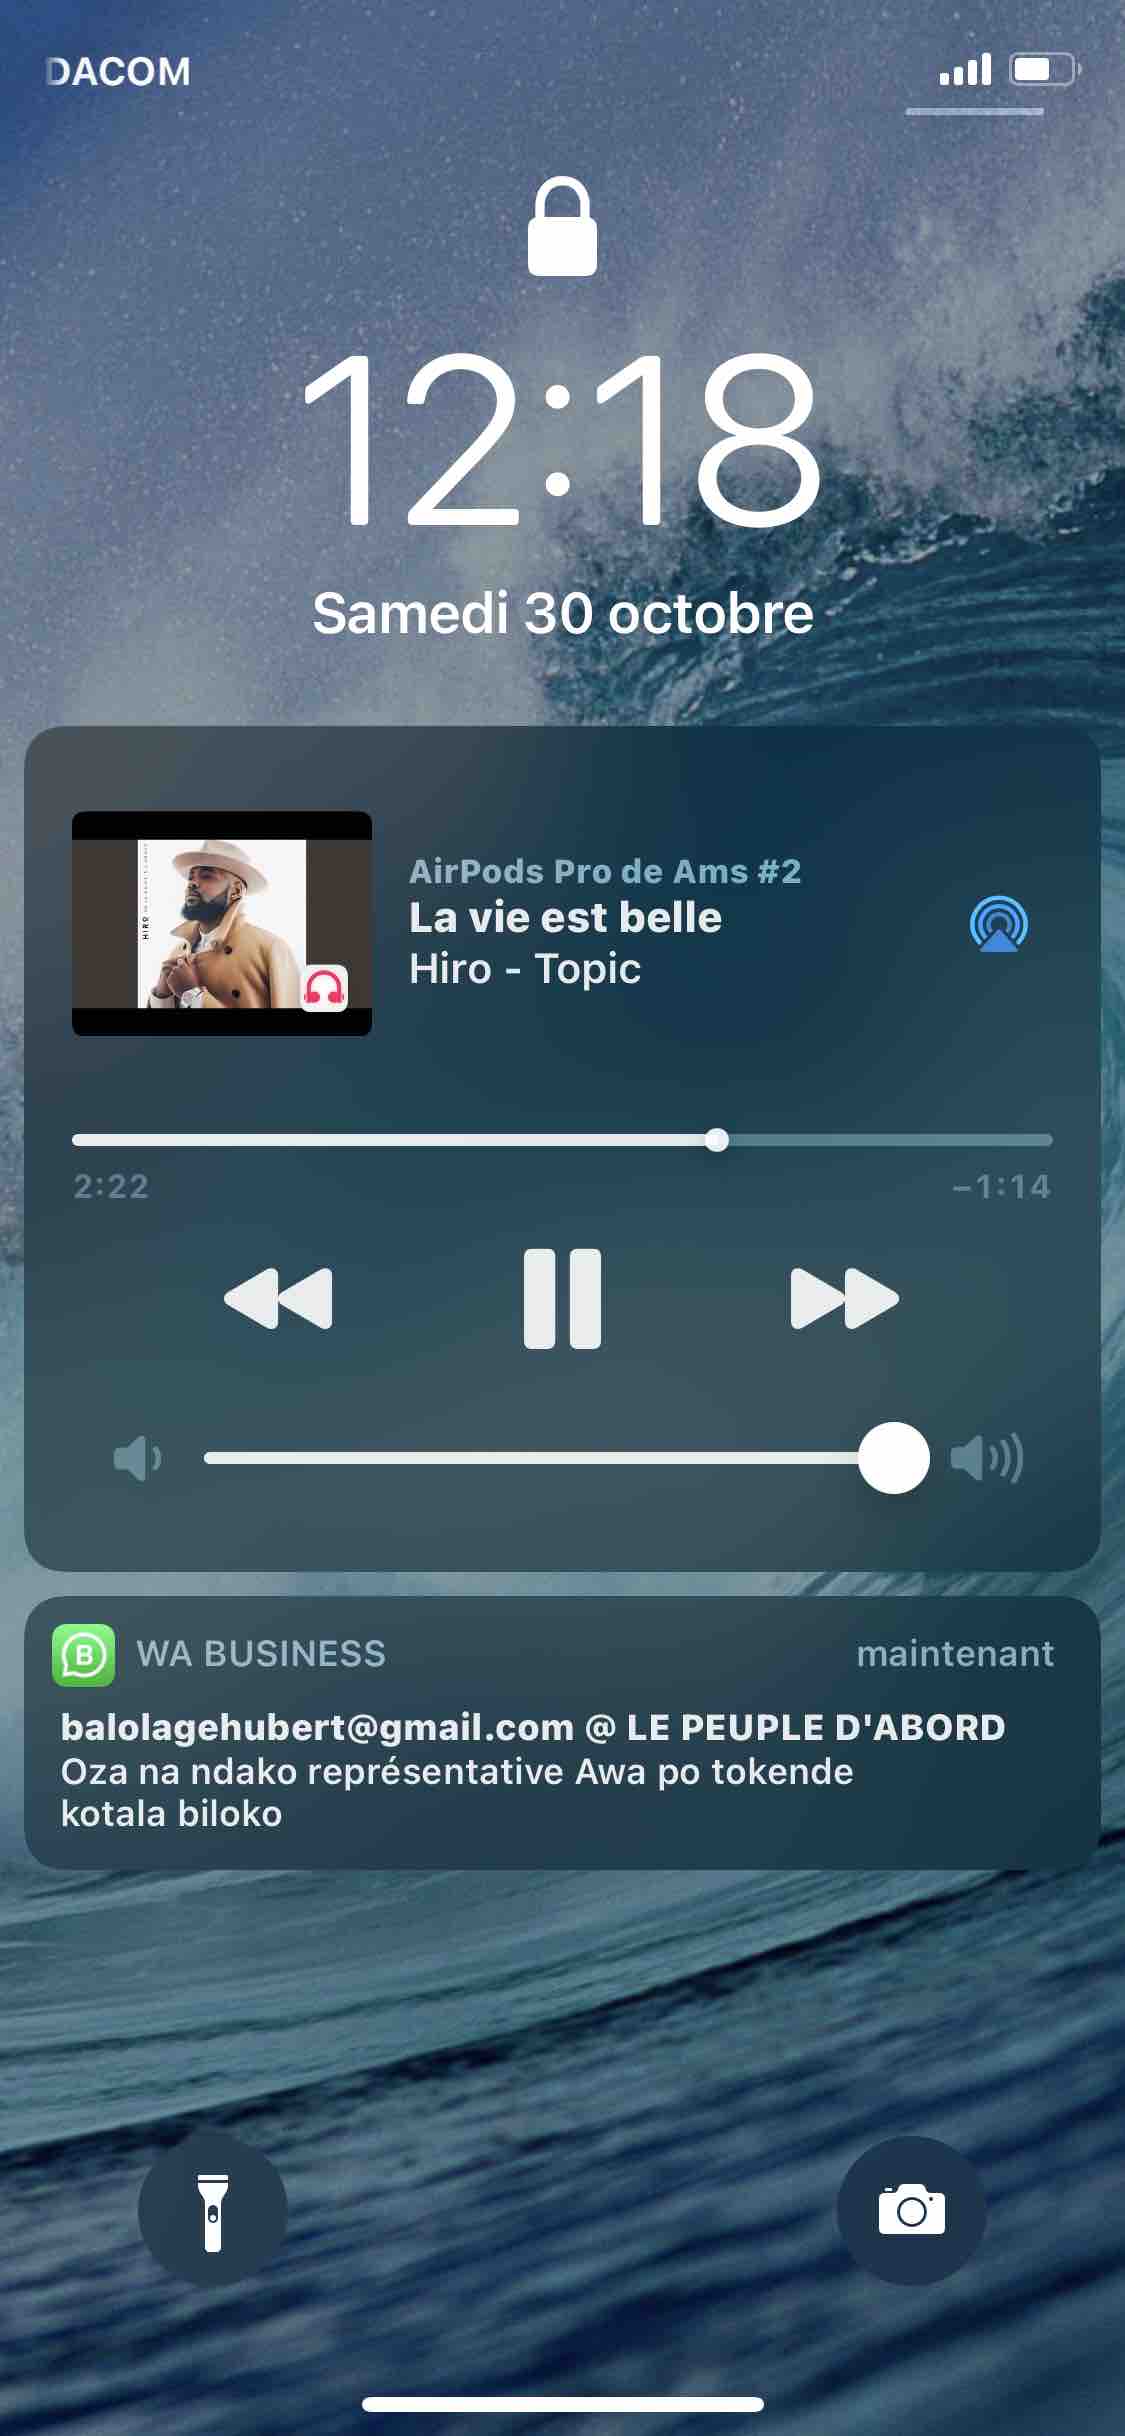 DACOM
12:18
Samedi 30 octobre
HIRO
AirPods Pro de Ams #2
La vie est belle
Hiro - Topic
2:22
–1:14
WA BUSINESS
maintenant
balolagehubert@gmail.com @ LE PEUPLE D'ABORD
Oza na ndako représentative Awa po tokende
kotala biloko